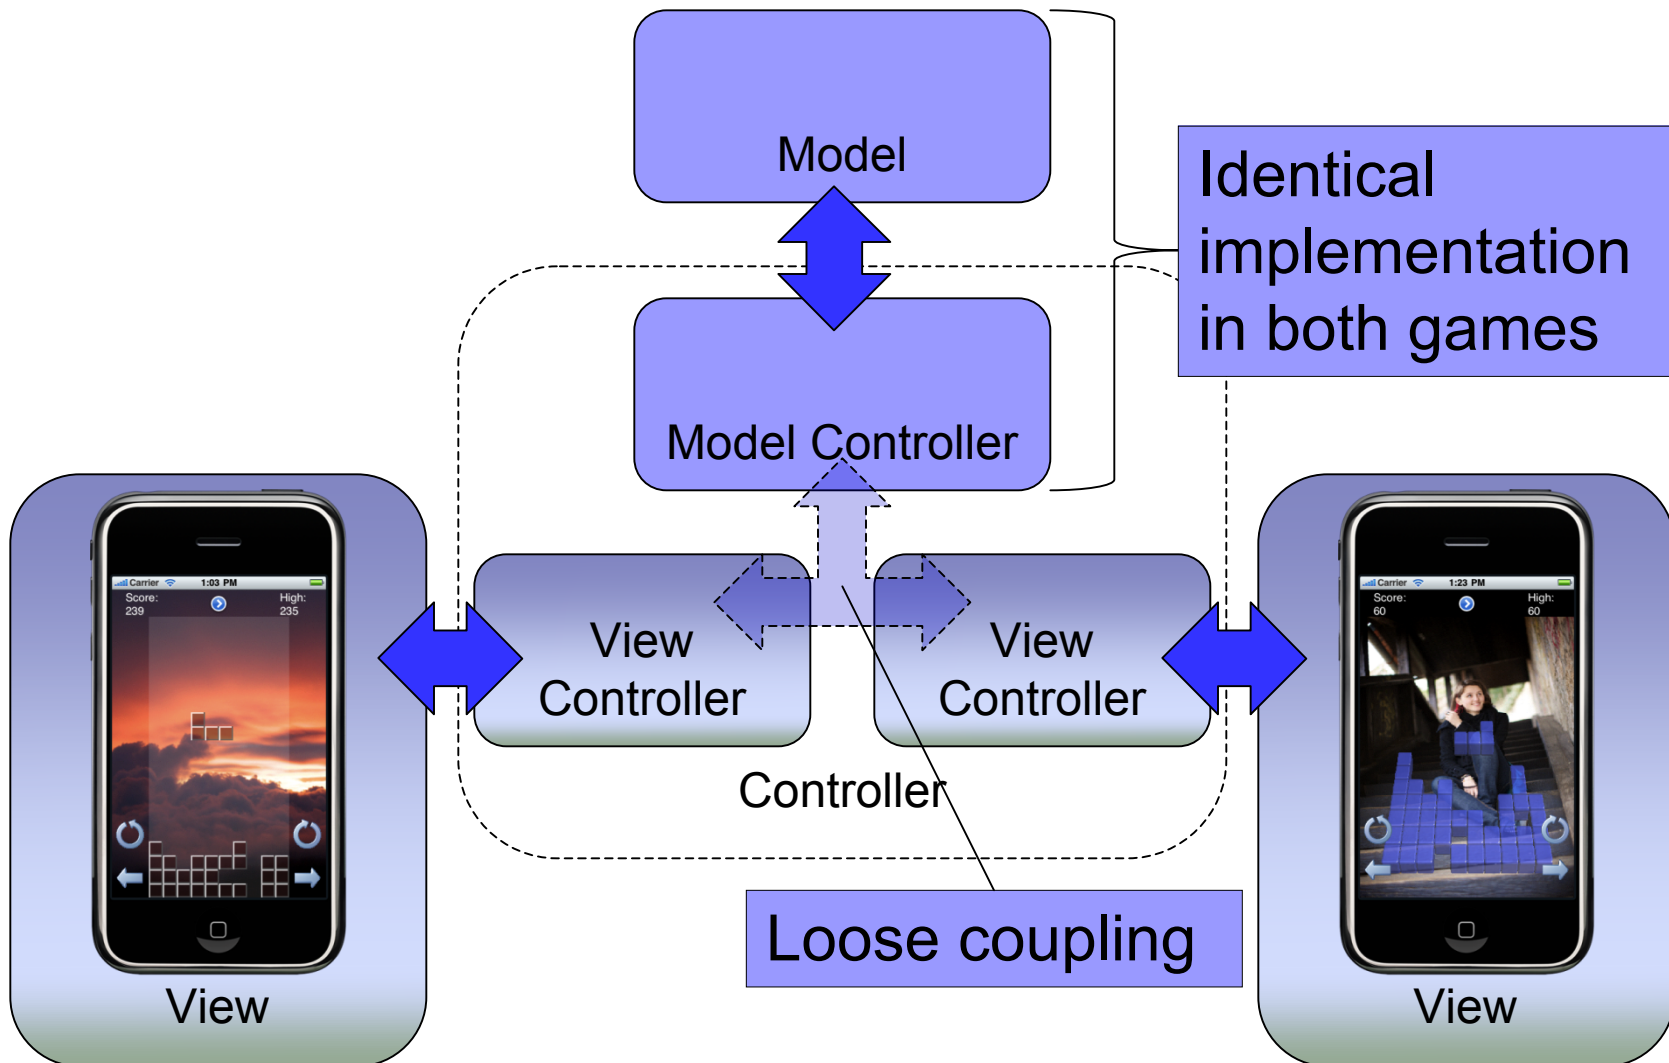 Model
Identical
implementation
in both games
Model Controller
View
Controller
View
Controller
Controller
Loose coupling
Carrier 1:03 PM
Score: High:
239 235
View
Carrier 1:23 PM
Score: High:
60 60
View